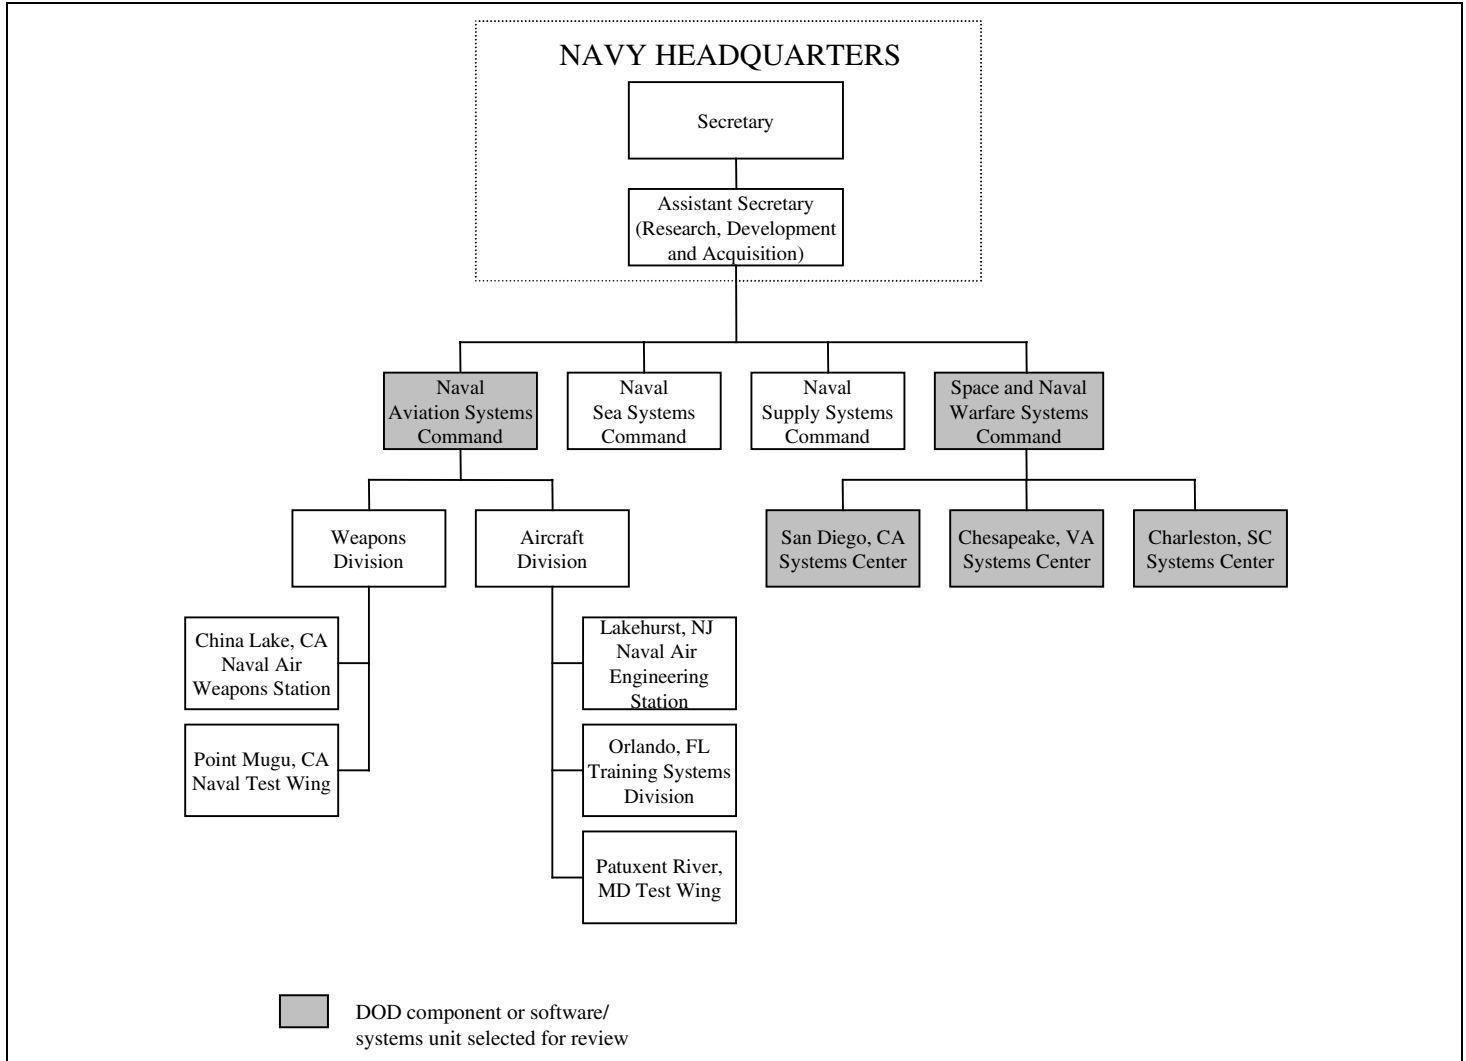 NAVY HEADQUARTERS
Secretary
Assistant Secretary
(Research, Development
and Acquisition)
Naval
Aviation Systems
Command
Naval
Sea Systems
Command
Naval
Supply Systems
Command
Space and Naval
Warfare Systems
Command
Weapons
Division
Aircraft
Division
San Diego, CA
Systems Center
Chesapeake, VA
Systems Center
Charleston, SC
Systems Center
China Lake, CA
Naval Air
Weapons Station
Lakehurst, NJ
Naval Air
Engineering
Station
Point Mugu, CA
Naval Test Wing
Orlando, FL
Training Systems
Division
Patuxent River,
MD Test Wing
DOD component or software/
systems unit selected for review